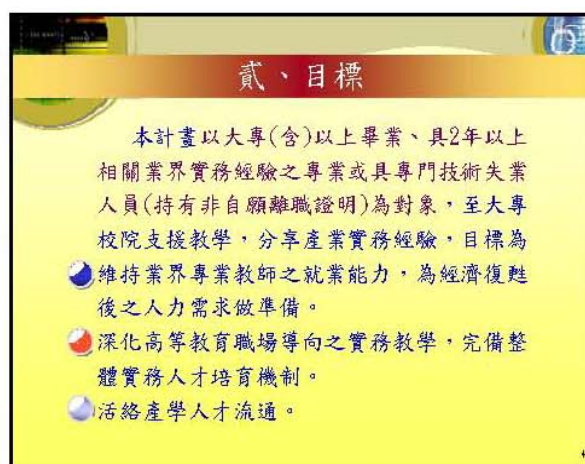 貳、目標
本計畫以大專(含)以上畢業、具2年以上
相關業界實務經驗之專業或具專門技術失業
人員(持有非自願離職證明)為對象，至大專
校院支援教學，分享產業實務經驗，目標為
維持業界專業教師之就業能力，為經濟復甦
後之人力需求做準備。
深化高等教育職場導向之實務教學，完備整
體實務人才培育機制。
活絡產學人才流通。